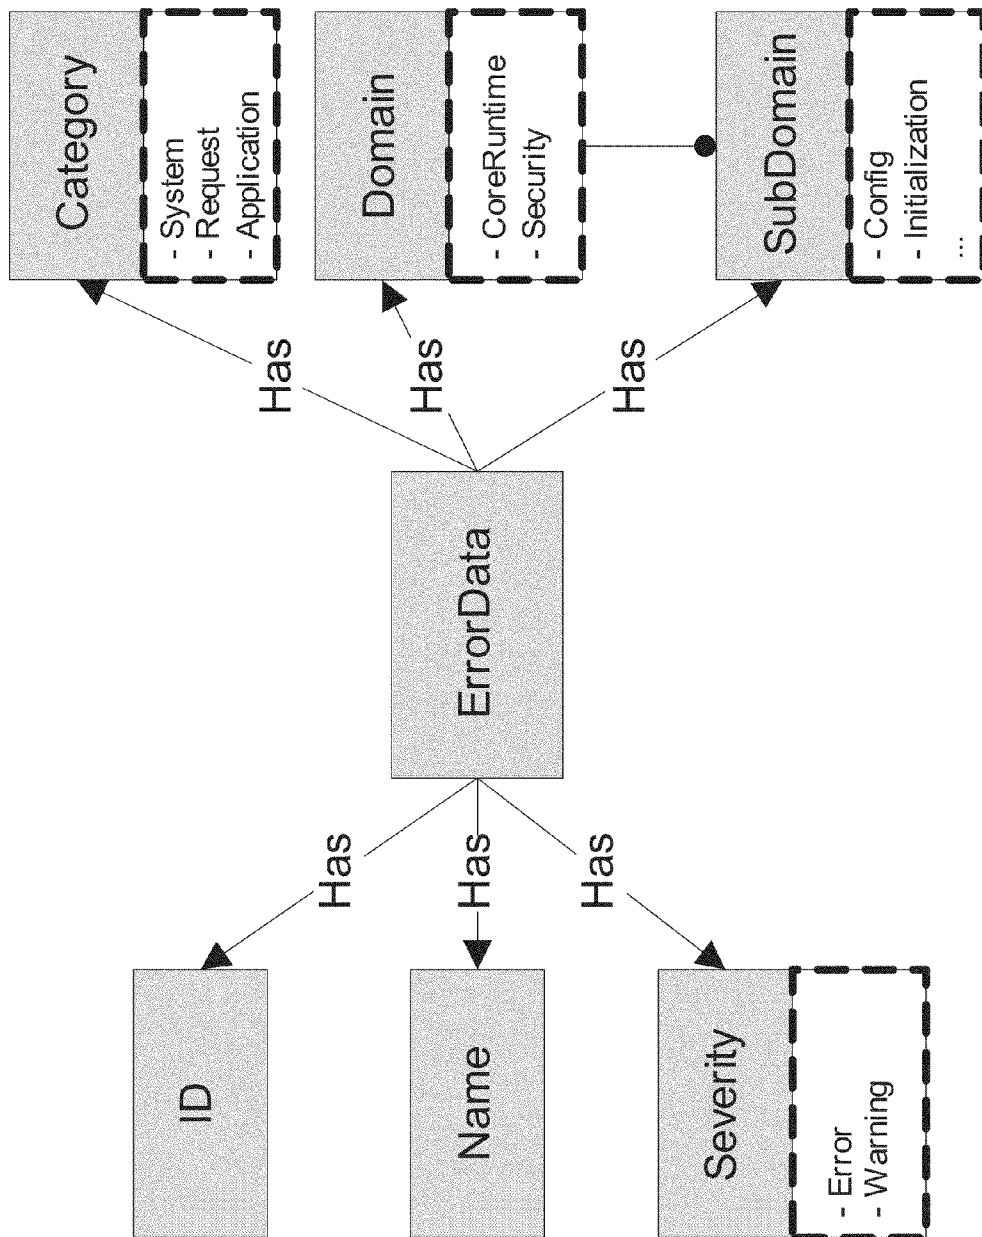 ID
Name
Severity
- Error
- Warning
Has
Has
Has
ErrorData
Has
Has
Has
Category
- System
- Request
- Application
Domain
- CoreRuntime
- Security
SubDomain
- Config
- Initialization
...